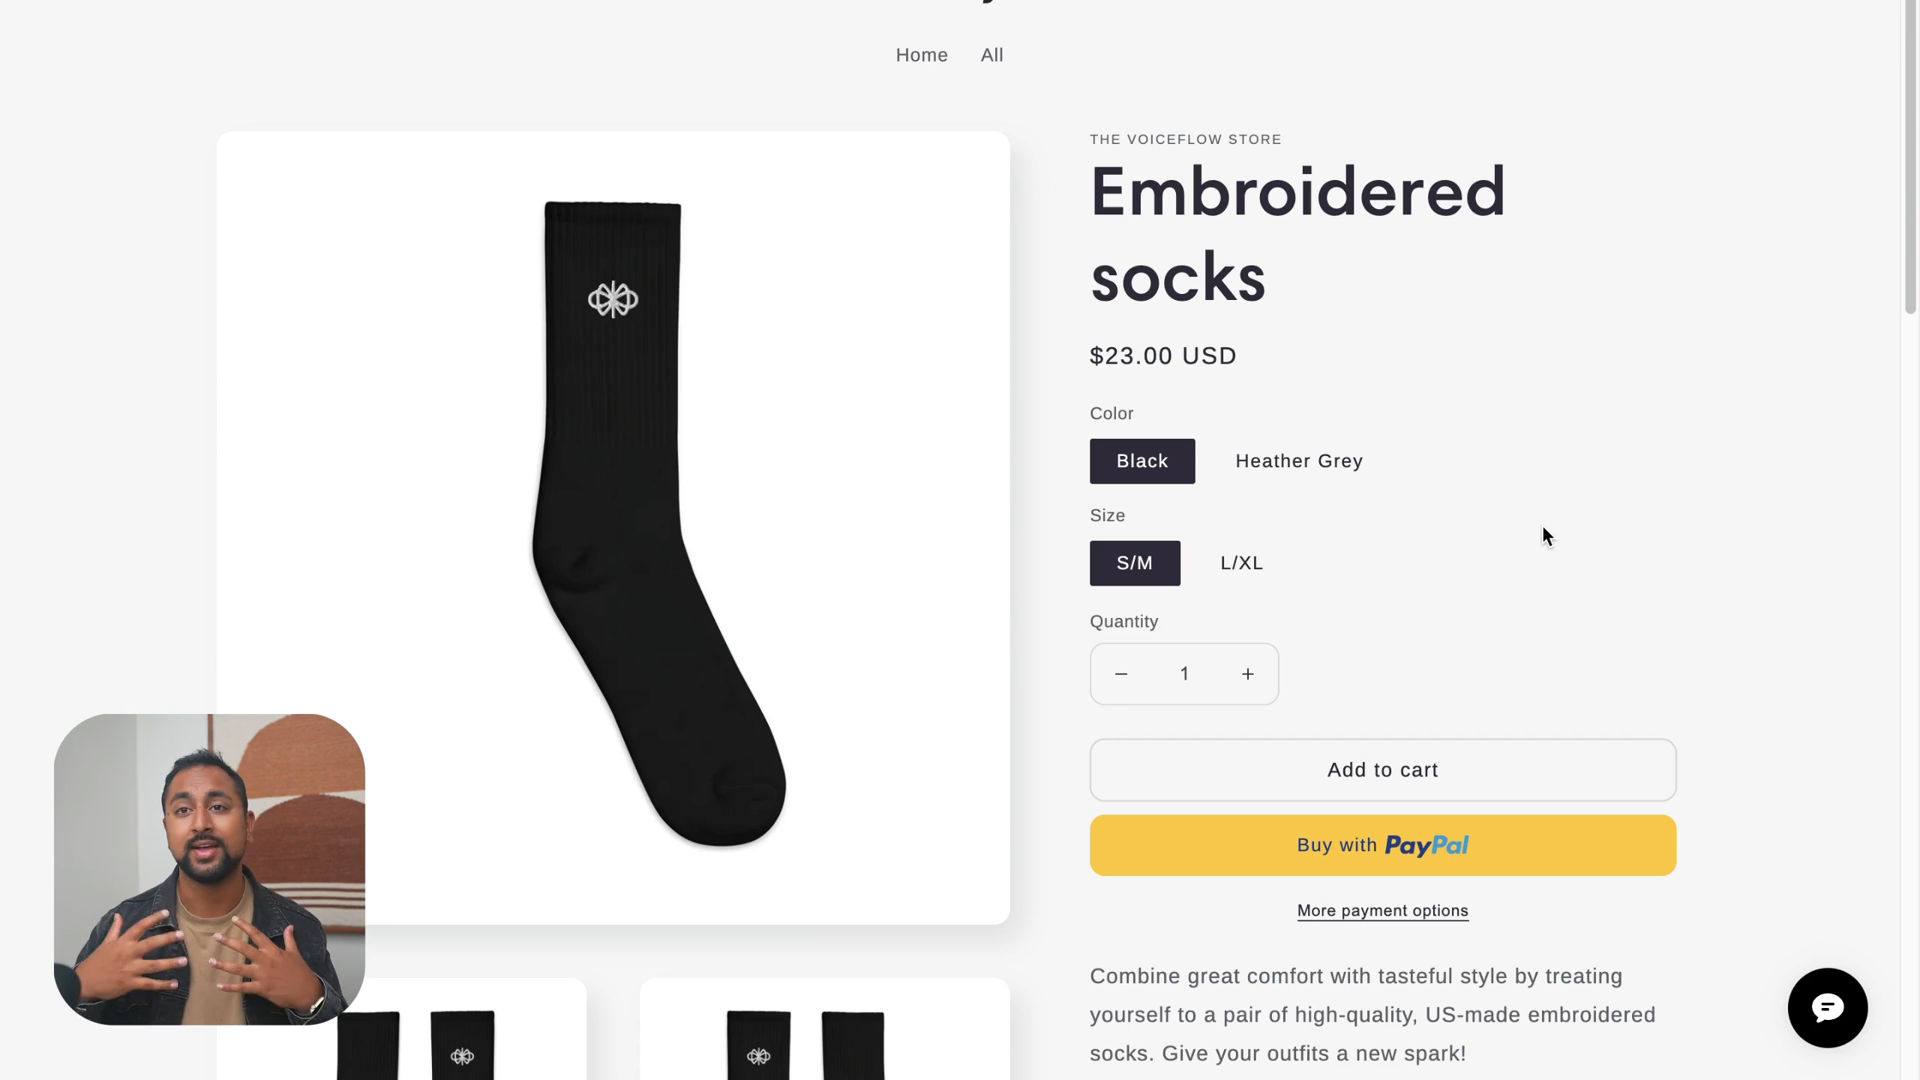 Home All
THE VOICEFLOW STORE
Embroidered
socks
$23.00 USD
Color
Black Heather Grey
Size
S/M L/XL
Quantity
− 1 +
Add to cart
Buy with PayPal
More payment options
Combine great comfort with tasteful style by treating
yourself to a pair of high-quality, US-made embroidered
socks. Give your outfits a new spark!